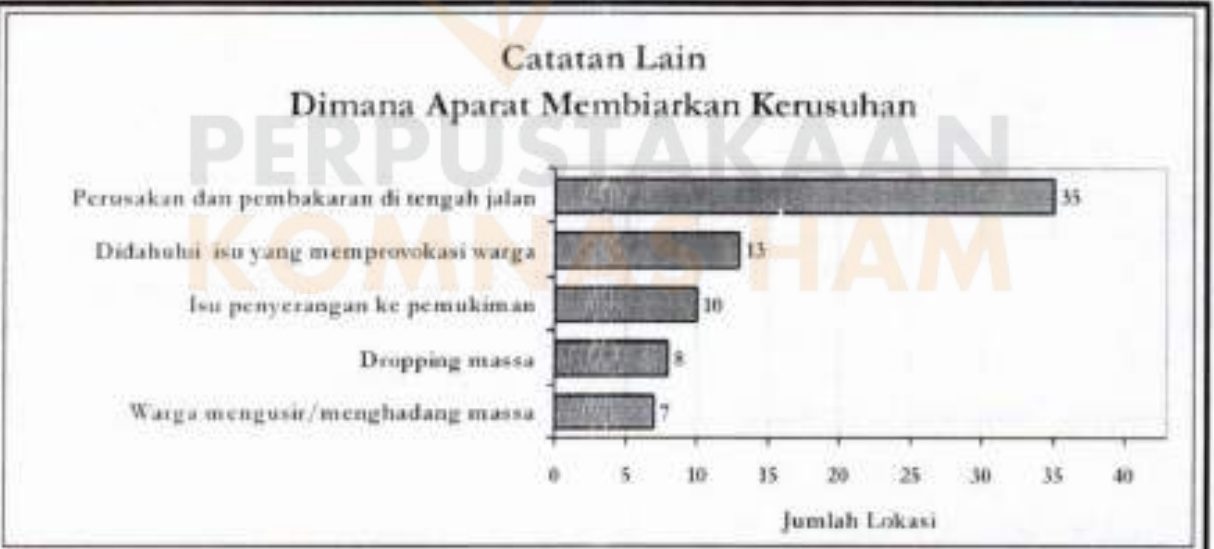 Catatan Lain
Dimana Aparat Membiarkan Kerusuhan
PERPUSTAKAAN
KOMNAS HAM
Perusakan dan pembakaran di tengah jalan 35
Didahului isu yang memprovokasi warga 13
Isu penyerangan ke pemukiman 10
Dropping massa 8
Warga mengusir/menghadang massa 7
0 5 10 15 20 25 30 35 40
Jumlah Lokasi